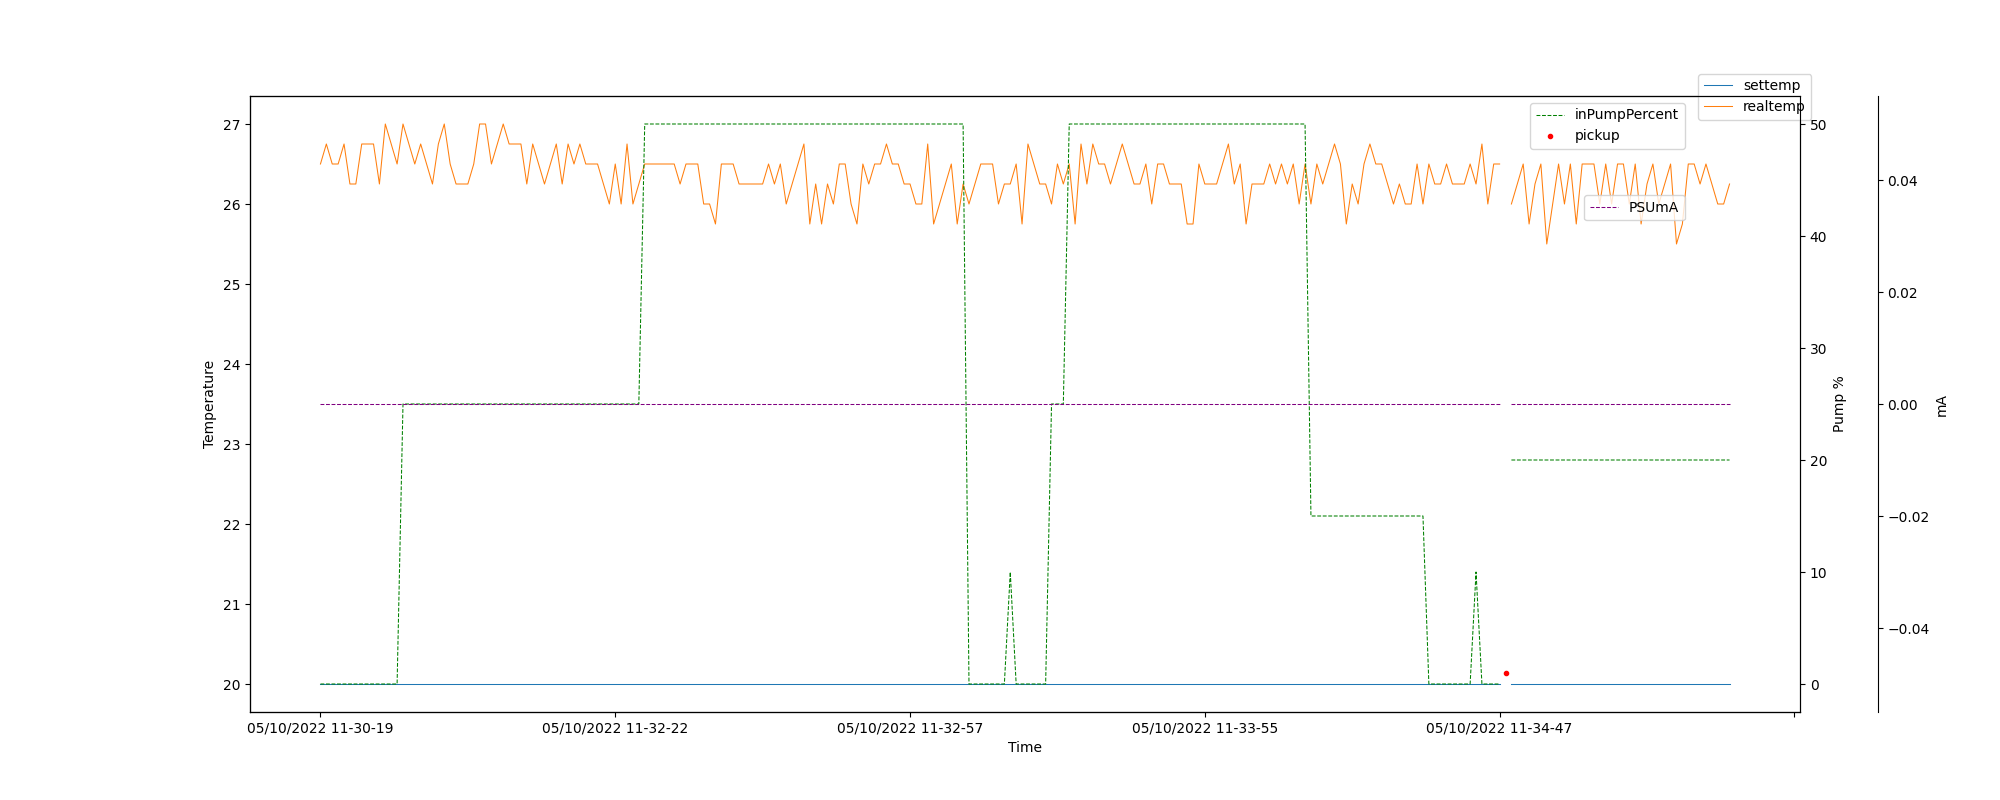 settemp
realtemp
inPumpPercent
pickup
PSUmA
27
26
25
24
23
22
21
20
Temperature
50
40
30
20
10
0
Pump %
0.04
0.02
0.00
−0.02
−0.04
mA
05/10/2022 11-30-19
05/10/2022 11-32-22
05/10/2022 11-32-57
05/10/2022 11-33-55
05/10/2022 11-34-47
Time